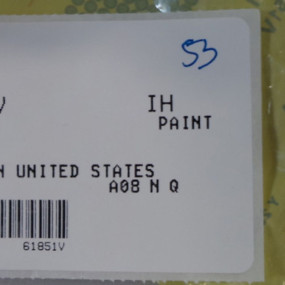 53
IH
PAINT
UNITED STATES
A08 N Q
61851V